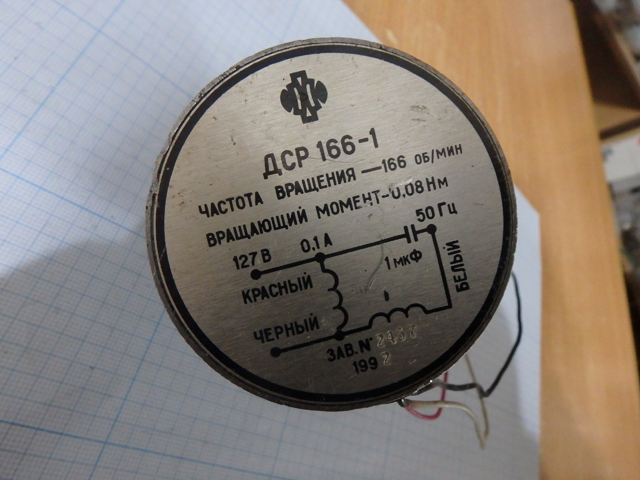 ДСР 166-1
ЧАСТОТА ВРАЩЕНИЯ—166 ОБ/МИН
ВРАЩАЮЩИЙ МОМЕНТ-0,08 Нм
127 В 0.1 А 50 Гц
1 мкФ
КРАСНЫЙ
БЕЛЫЙ
ЧЕРНЫЙ
ЗАВ. №
1992